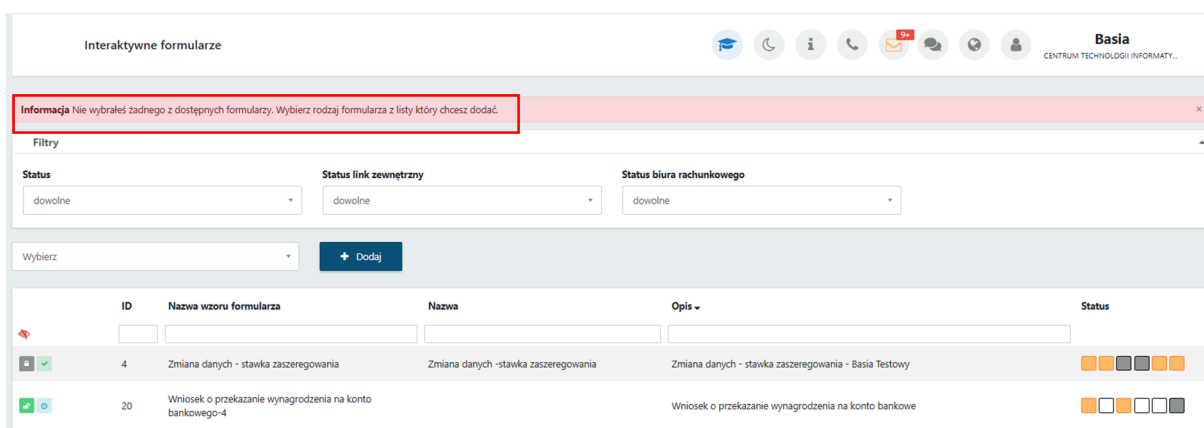 Interaktywne formularze
9+
Basia
CENTRUM TECHNOLOGII INFORMATY...
Informacja Nie wybrałeś żadnego z dostępnych formularzy. Wybierz rodzaj formularza z listy który chcesz dodać.
×
Filtry
Status Status link zewnętrzny Status biura rachunkowego
dowolne dowolne dowolne
Wybierz + Dodaj
ID Nazwa wzoru formularza Nazwa Opis Status
4 Zmiana danych - stawka zaszeregowania Zmiana danych -stawka zaszeregowania Zmiana danych - stawka zaszeregowania - Basia Testowy
20 Wniosek o przekazanie wynagrodzenia na konto bankowego-4 Wniosek o przekazanie wynagrodzenia na konto bankowe